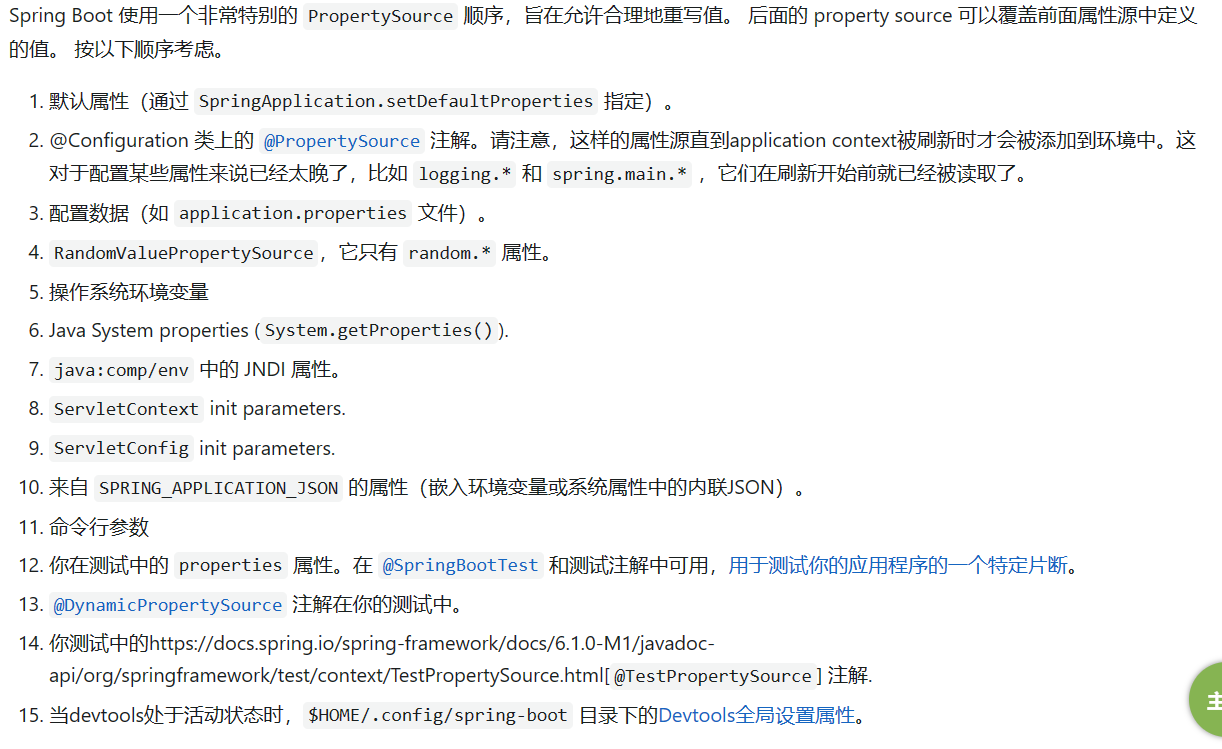 Spring Boot 使用一个非常特别的 PropertySource 顺序，旨在允许合理地重写值。 后面的 property source 可以覆盖前面属性源中定义
的值。 按以下顺序考虑。
1. 默认属性（通过 SpringApplication.setDefaultProperties 指定）。
2. @Configuration 类上的 @PropertySource 注解。请注意，这样的属性源直到application context被刷新时才会被添加到环境中。这
对于配置某些属性来说已经太晚了，比如 logging.* 和 spring.main.* ，它们在刷新开始前就已经被读取了。
3. 配置数据（如 application.properties 文件）。
4. RandomValuePropertySource，它只有 random.* 属性。
5. 操作系统环境变量
6. Java System properties (System.getProperties()).
7. java:comp/env 中的 JNDI 属性。
8. ServletContext init parameters.
9. ServletConfig init parameters.
10. 来自 SPRING_APPLICATION_JSON 的属性（嵌入环境变量或系统属性中的内联JSON）。
11. 命令行参数
12. 你在测试中的 properties 属性。在 @SpringBootTest 和测试注解中可用，用于测试你的应用程序的一个特定片断。
13. @DynamicPropertySource 注解在你的测试中。
14. 你测试中的https://docs.spring.io/spring-framework/docs/6.1.0-M1/javadoc-
api/org/springframework/test/context/TestPropertySource.html[@TestPropertySource] 注解.
15. 当devtools处于活动状态时， $HOME/.config/spring-boot 目录下的Devtools全局设置属性。